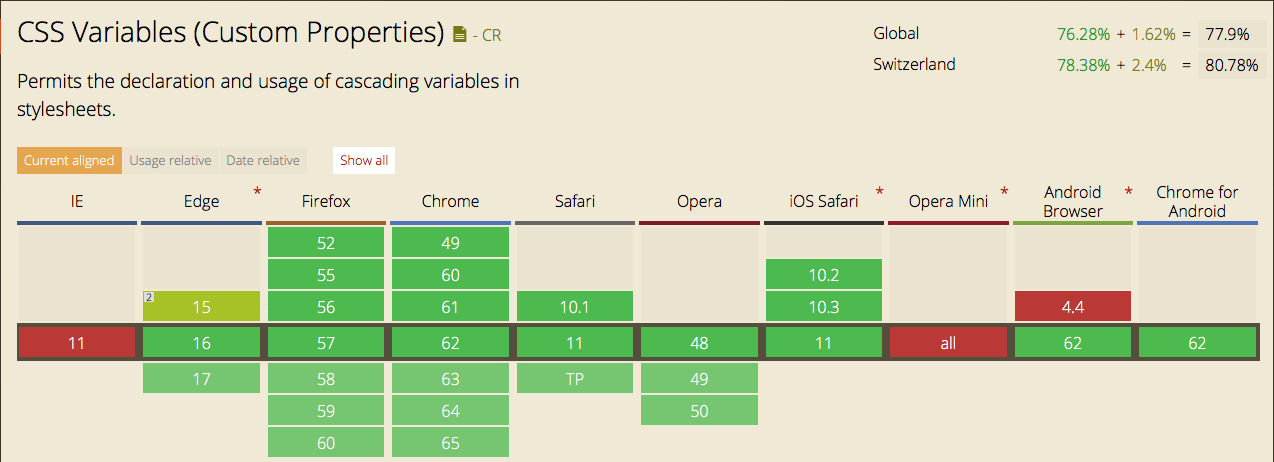 CSS Variables (Custom Properties) - CR
Global 76.28% + 1.62% = 77.9%
Switzerland 78.38% + 2.4% = 80.78%
Permits the declaration and usage of cascading variables in
stylesheets.
Current aligned Usage relative Date relative Show all
IE Edge * Firefox Chrome Safari Opera iOS Safari * Opera Mini * Android Browser * Chrome for Android
52 49
55 60 10.2
2 15 56 61 10.1 10.3 4.4
11 16 57 62 11 48 11 all 62 62
17 58 63 TP 49
59 64 50
60 65